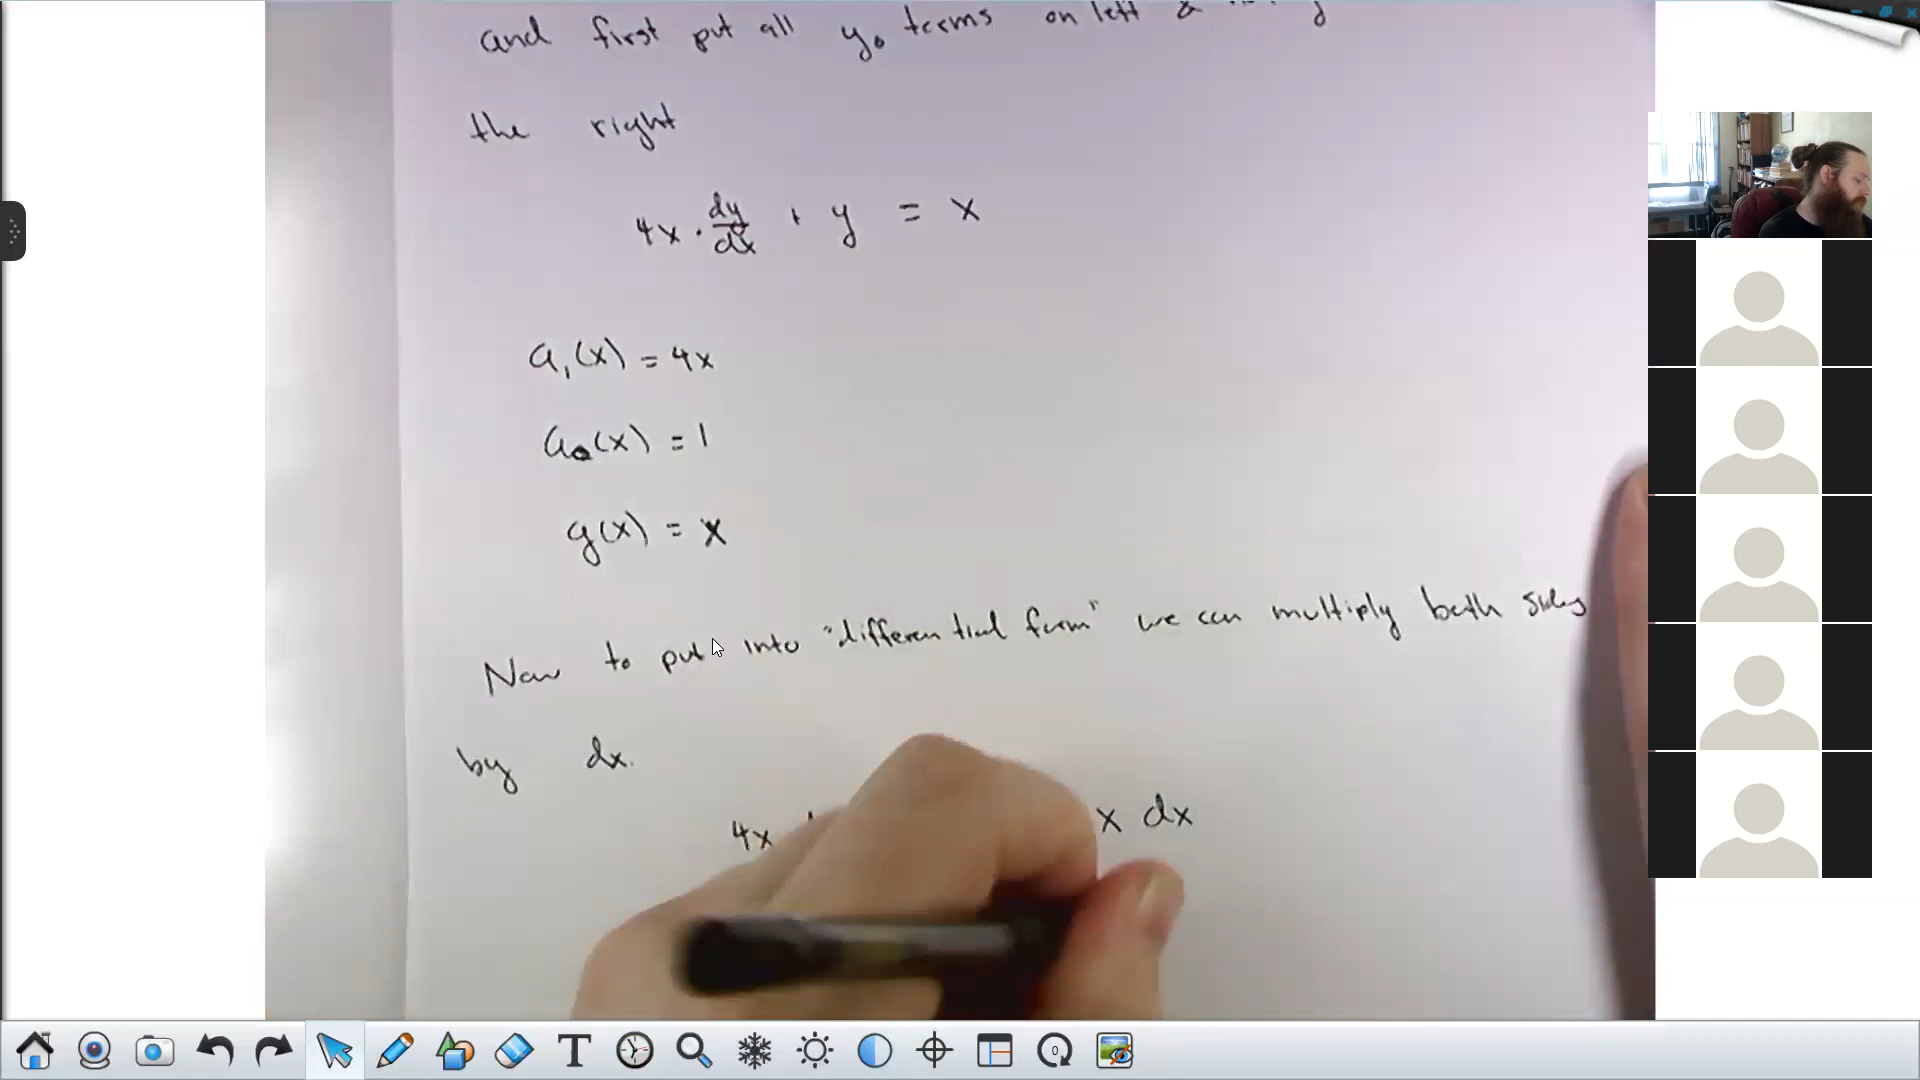 and first put all y₀ terms on left &
the right
4x · dy/dx + y = x
a₁(x) = 4x
a₀(x) = 1
g(x) = x
Now to put into "differential form" we can multiply both sides
by dx.
4x x dx
T
0